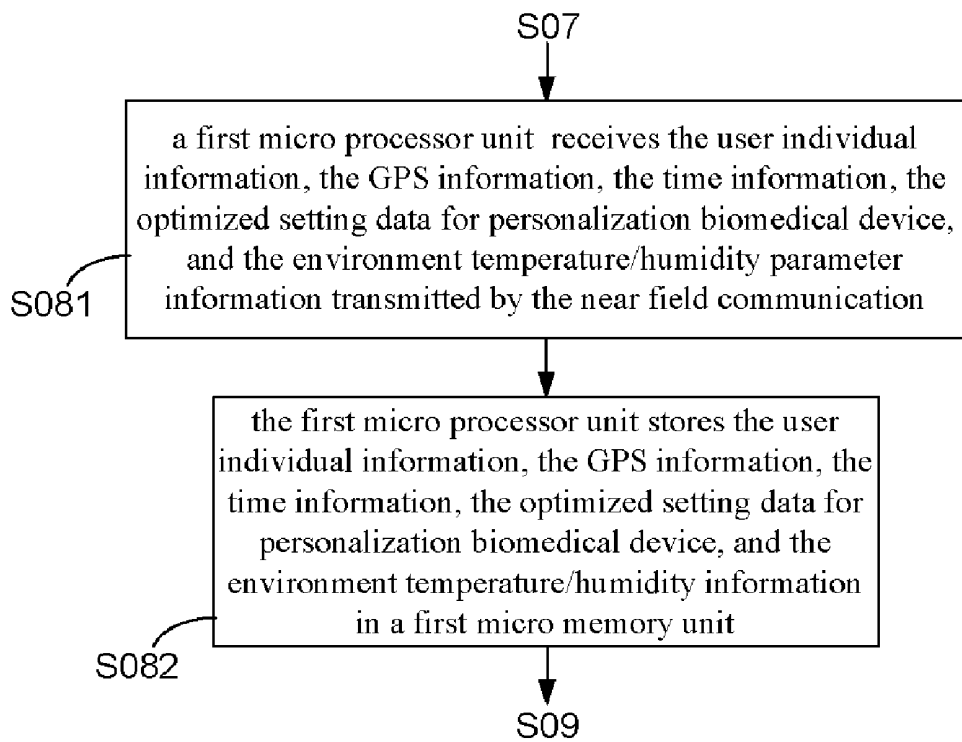 S07
a first micro processor unit receives the user individual
information, the GPS information, the time information, the
optimized setting data for personalization biomedical device,
and the environment temperature/humidity parameter
information transmitted by the near field communication
S081
the first micro processor unit stores the user
individual information, the GPS information, the
time information, the optimized setting data for
personalization biomedical device, and the
environment temperature/humidity information
in a first micro memory unit
S082
S09